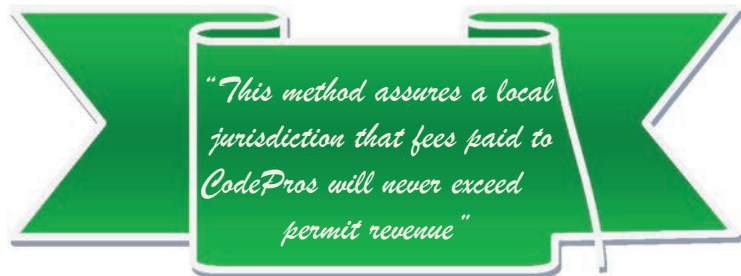 “This method assures a local
jurisdiction that fees paid to
CodePros will never exceed
permit revenue”